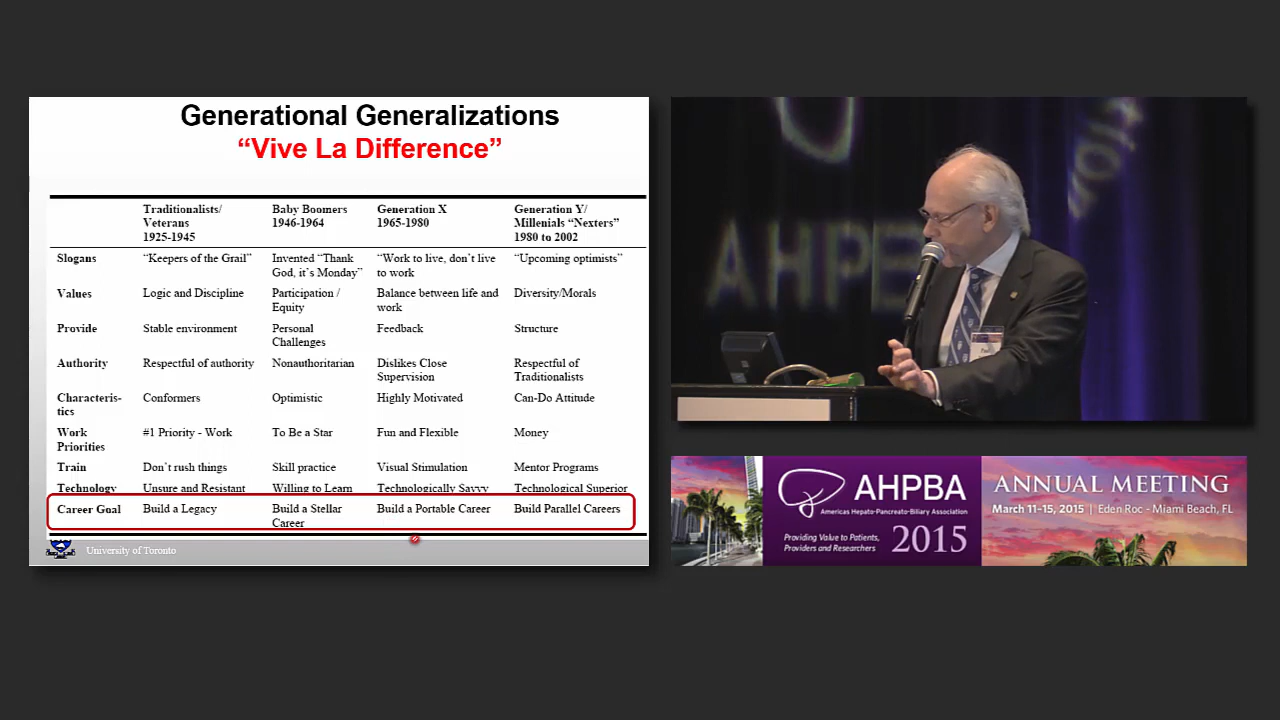 Generational Generalizations
“Vive La Difference”
Traditionalists/ Veterans 1925-1945 Baby Boomers 1946-1964 Generation X 1965-1980 Generation Y/ Millenials “Nexters” 1980 to 2002
Slogans “Keepers of the Grail” Invented “Thank God, it’s Monday” “Work to live, don’t live to work “Upcoming optimists”
Values Logic and Discipline Participation / Equity Balance between life and work Diversity/Morals
Provide Stable environment Personal Challenges Feedback Structure
Authority Respectful of authority Nonauthoritarian Dislikes Close Supervision Respectful of Traditionalists
Characteris-tics Conformers Optimistic Highly Motivated Can-Do Attitude
Work Priorities #1 Priority - Work To Be a Star Fun and Flexible Money
Train Don’t rush things Skill practice Visual Stimulation Mentor Programs
Technology Unsure and Resistant Willing to Learn Technologically Savvy Technological Superior
Career Goal Build a Legacy Build a Stellar Career Build a Portable Career Build Parallel Careers
University of Toronto
AHPB
AHPBA
Americas Hepato-Pancreato-Biliary Association
Providing Value to Patients,
Providers and Researchers
2015
ANNUAL MEETING
March 11-15, 2015 | Eden Roc - Miami Beach, FL